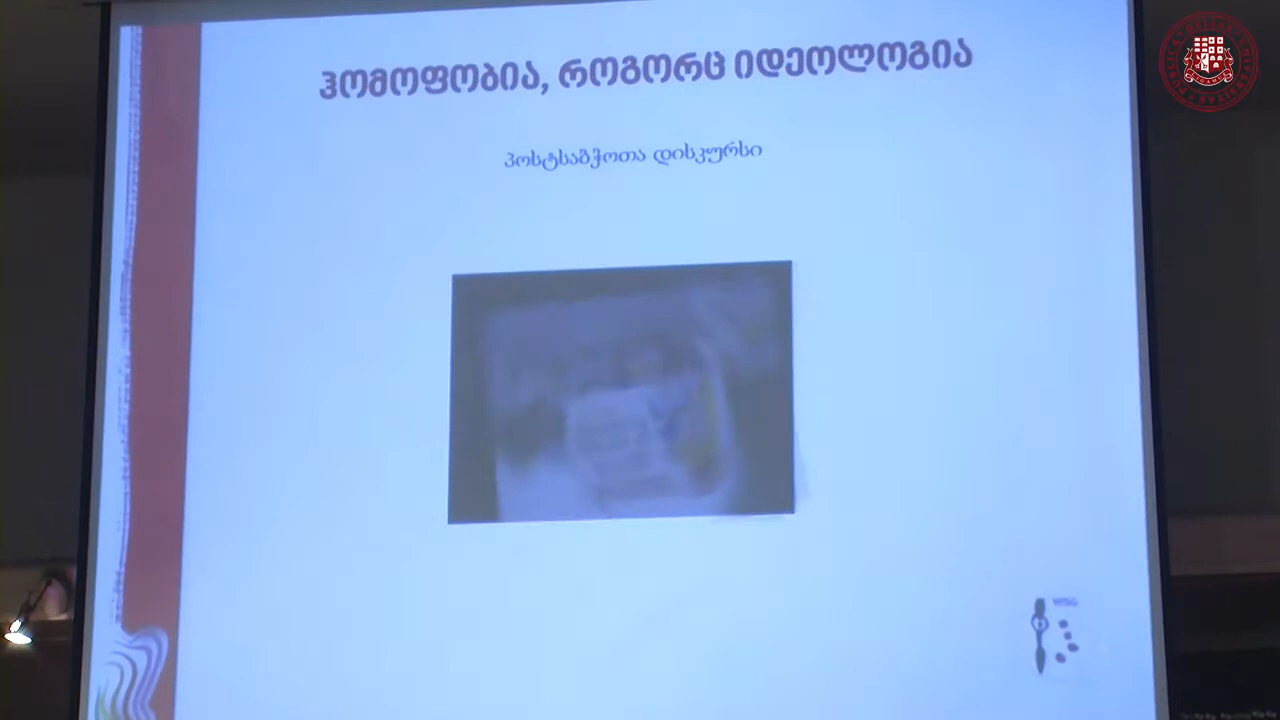 ჰომოფობია, როგორც იდეოლოგია
პოსტსაბჭოთა დისკურსი